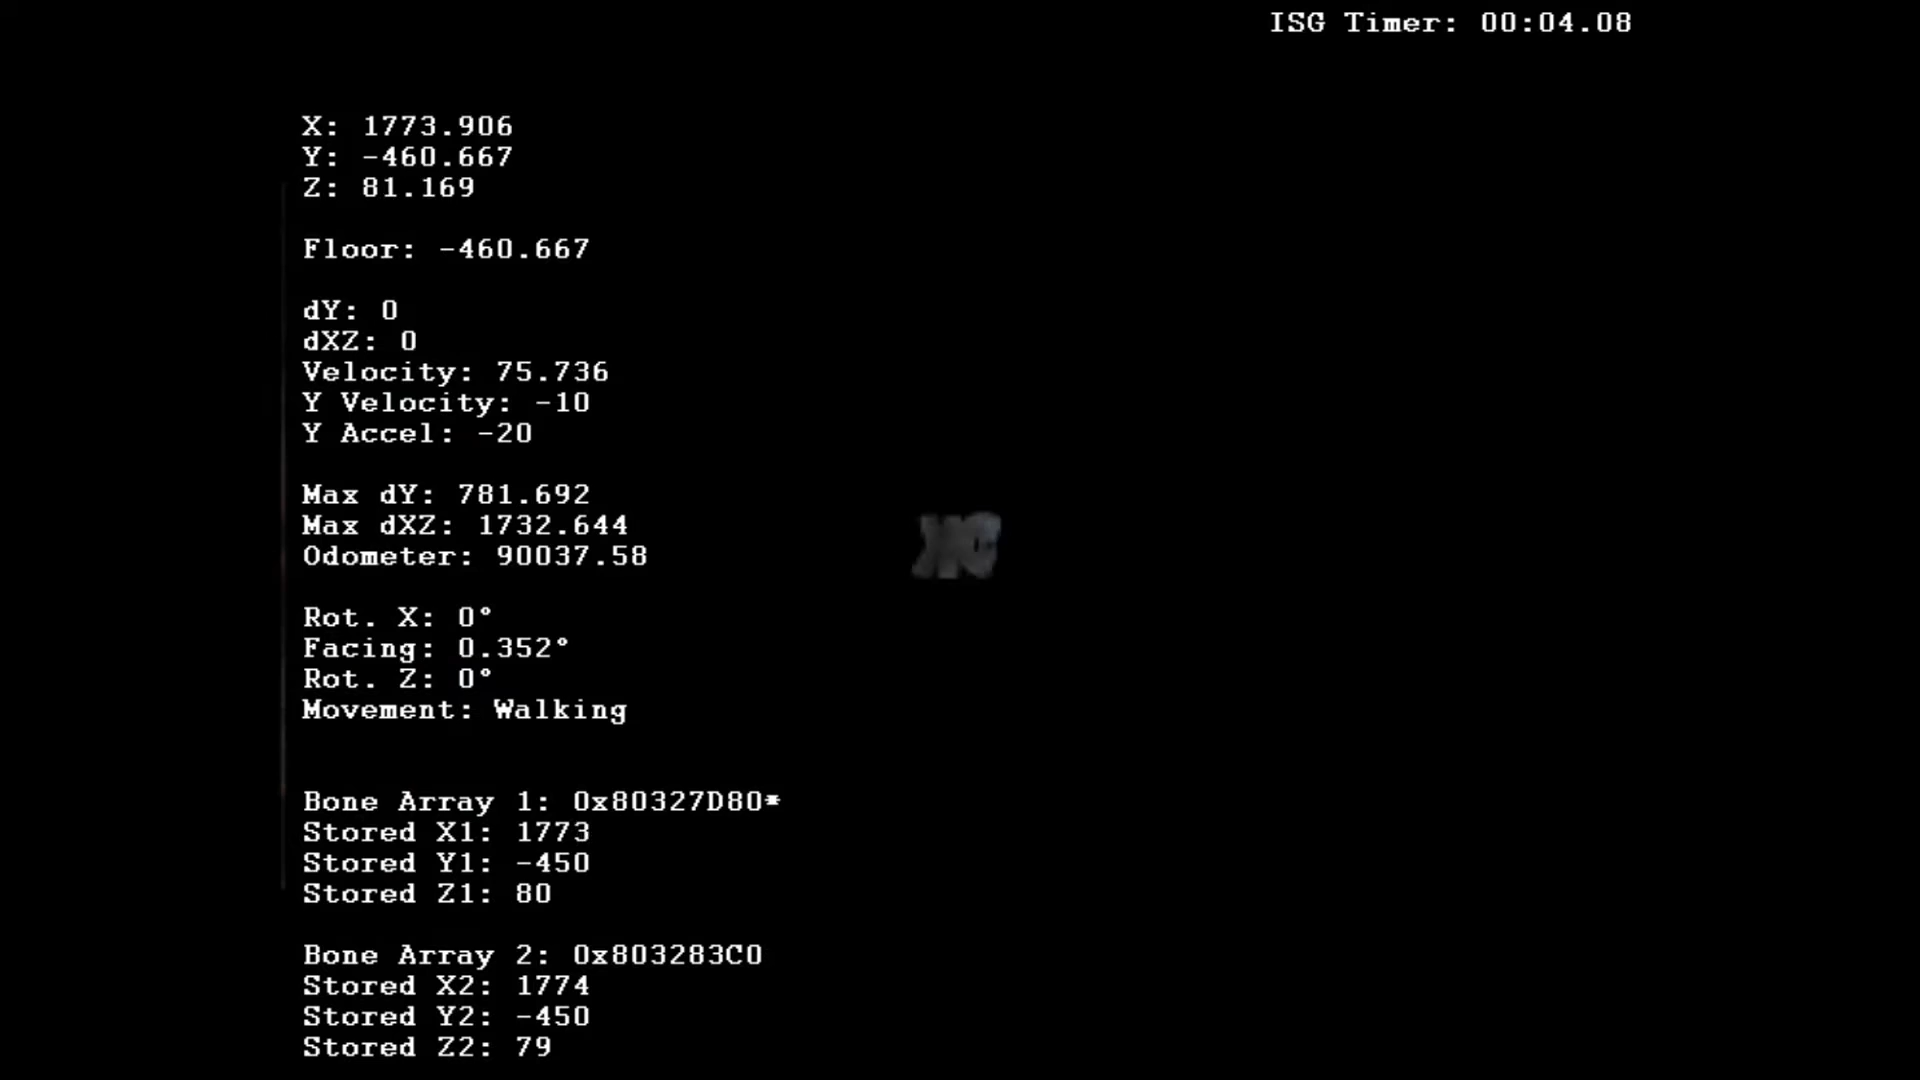 ISG Timer: 00:04.08
X: 1773.906
Y: -460.667
Z: 81.169
Floor: -460.667
dY: 0
dXZ: 0
Velocity: 75.736
Y Velocity: -10
Y Accel: -20
Max dY: 781.692
Max dXZ: 1732.644
Odometer: 90037.58
Rot. X: 0°
Facing: 0.352°
Rot. Z: 0°
Movement: Walking
Bone Array 1: 0x80327D80*
Stored X1: 1773
Stored Y1: -450
Stored Z1: 80
Bone Array 2: 0x803283C0
Stored X2: 1774
Stored Y2: -450
Stored Z2: 79